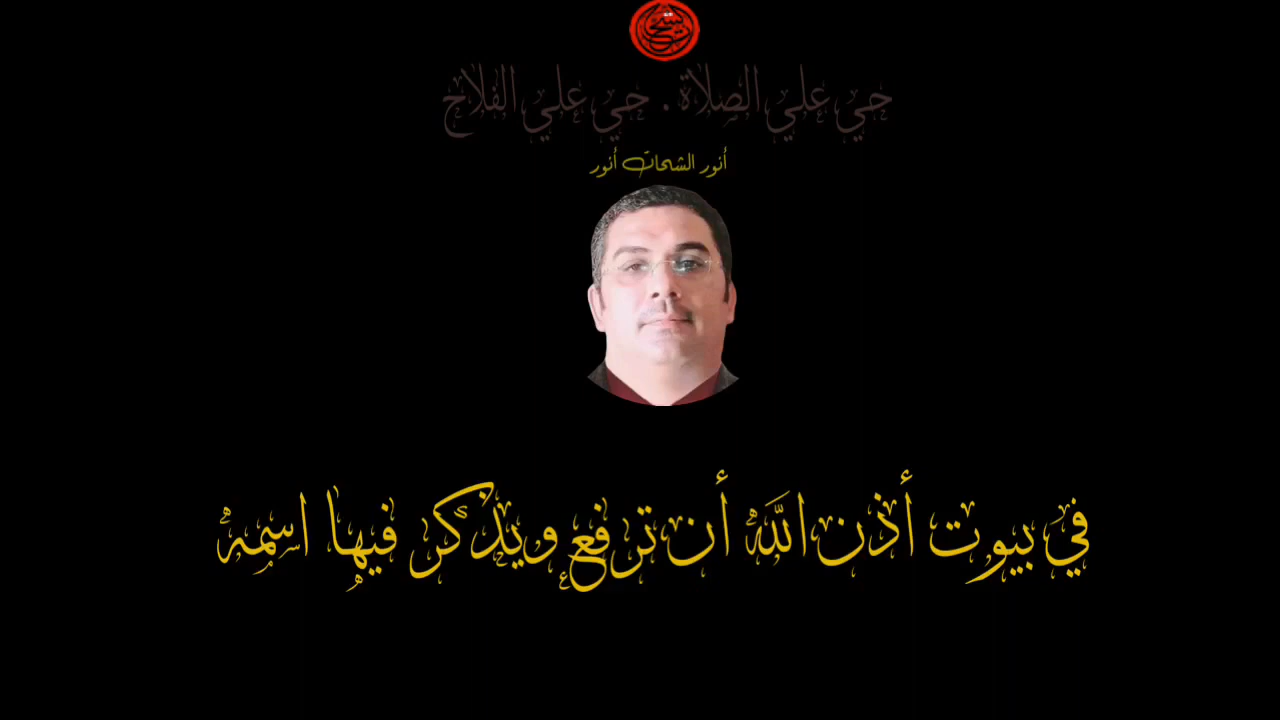 حي علي الصلاة . حي علي الفلاح
أنور الشحات أنور
في بيوت أذن الله أن ترفع ويذكر فيها اسمه